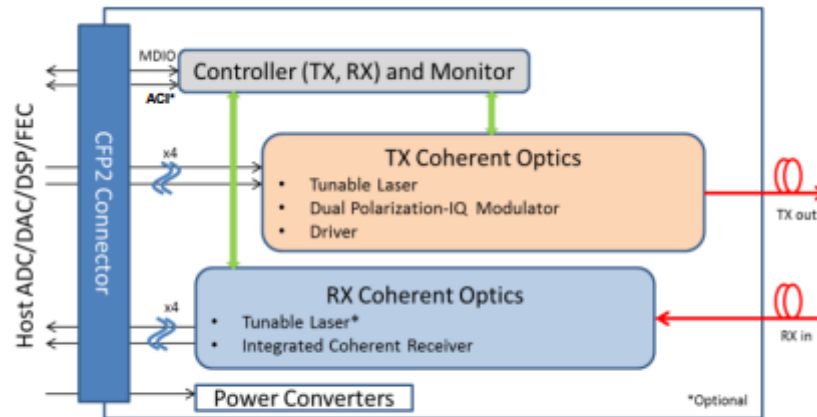 MDIO
ACI*
Controller (TX, RX) and Monitor
Host ADC/DAC/DSP/FEC
CFP2 Connector
x4
TX Coherent Optics
• Tunable Laser
• Dual Polarization-IQ Modulator
• Driver
TX out
x4
RX Coherent Optics
• Tunable Laser*
• Integrated Coherent Receiver
RX in
Power Converters
*Optional